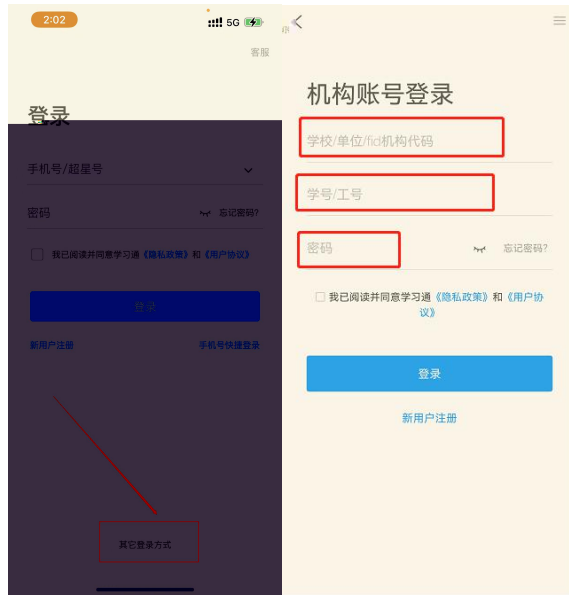 2:02
5G
客服
登录
手机号/超星号
密码
忘记密码?
我已阅读并同意学习通《隐私政策》和《用户协议》
登录
新用户注册
手机号快捷登录
其它登录方式
机构账号登录
学校/单位/fid机构代码
学号/工号
密码
忘记密码?
我已阅读并同意学习通《隐私政策》和《用户协
议》
登录
新用户注册